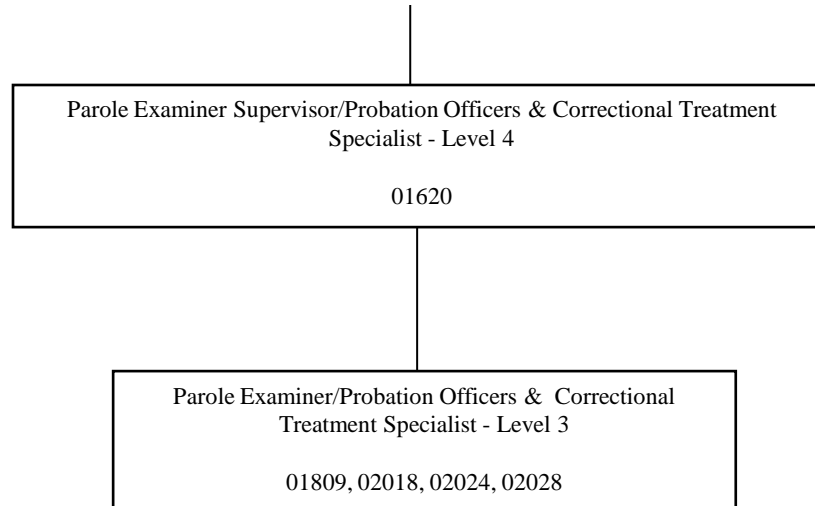 Parole Examiner Supervisor/Probation Officers & Correctional Treatment
Specialist - Level 4
01620
Parole Examiner/Probation Officers & Correctional
Treatment Specialist - Level 3
01809, 02018, 02024, 02028